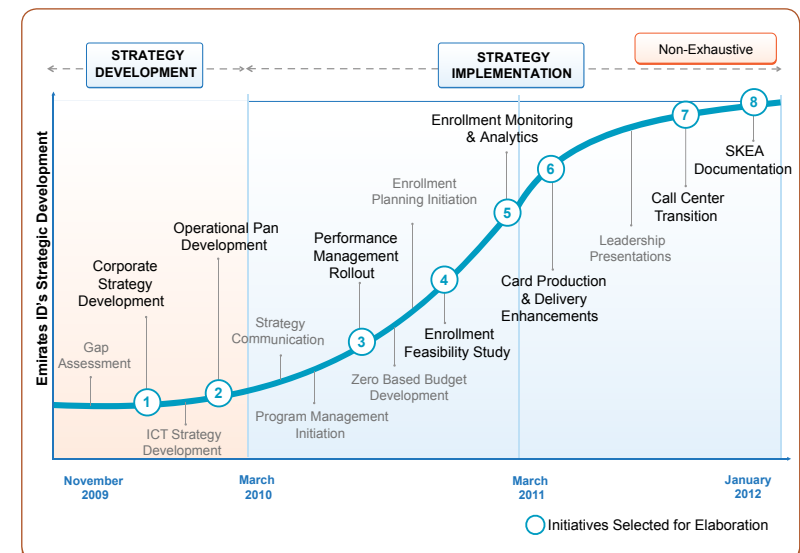 STRATEGY
DEVELOPMENT
STRATEGY
IMPLEMENTATION
Non-Exhaustive
Emirates ID's Strategic Development
Gap
Assessment
Corporate
Strategy
Development
1
ICT Strategy
Development
Operational Pan
Development
2
Strategy
Communication
Program Management
Initiation
Performance
Management
Rollout
3
Zero Based Budget
Development
Enrollment
Planning Initiation
4
Enrollment
Feasibility Study
Enrollment Monitoring
& Analytics
5
6
Card Production
& Delivery
Enhancements
Leadership
Presentations
7
Call Center
Transition
8
SKEA
Documentation
November
2009
March
2010
March
2011
January
2012
Initiatives Selected for Elaboration